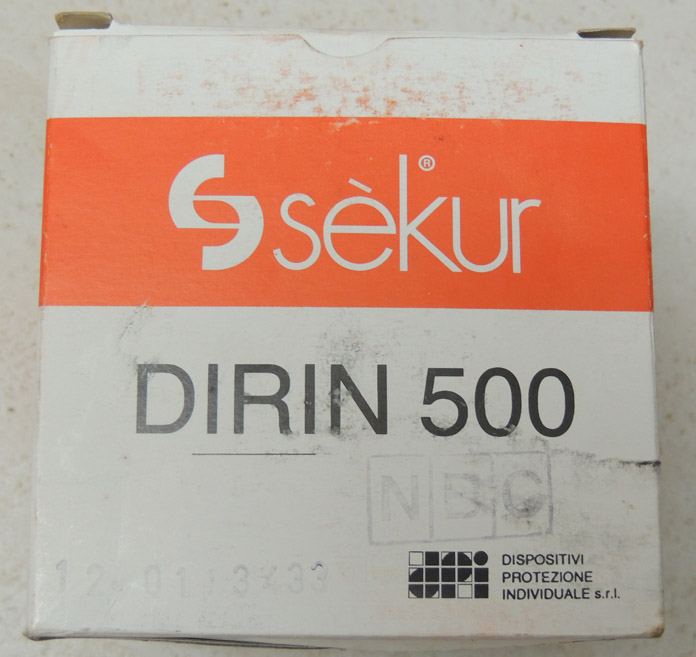 sèkur®
DIRIN 500
NBC
DISPOSITIVI
PROTEZIONE
INDIVIDUALE s.r.l.